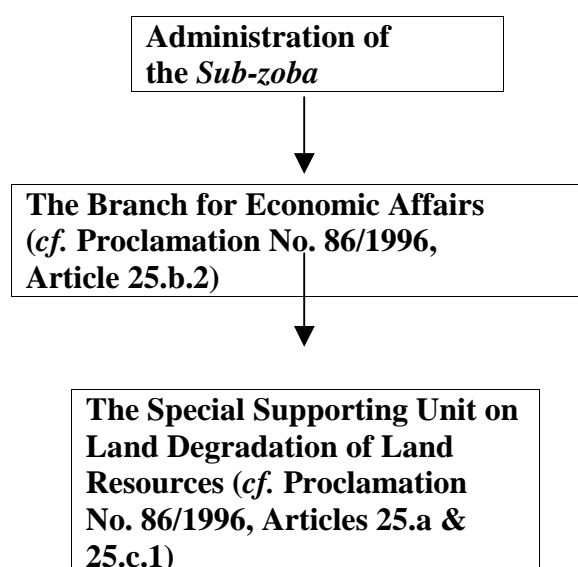 Administration of
the Sub-zoba
The Branch for Economic Affairs
(cf. Proclamation No. 86/1996,
Article 25.b.2)
The Special Supporting Unit on
Land Degradation of Land
Resources (cf. Proclamation
No. 86/1996, Articles 25.a &
25.c.1)